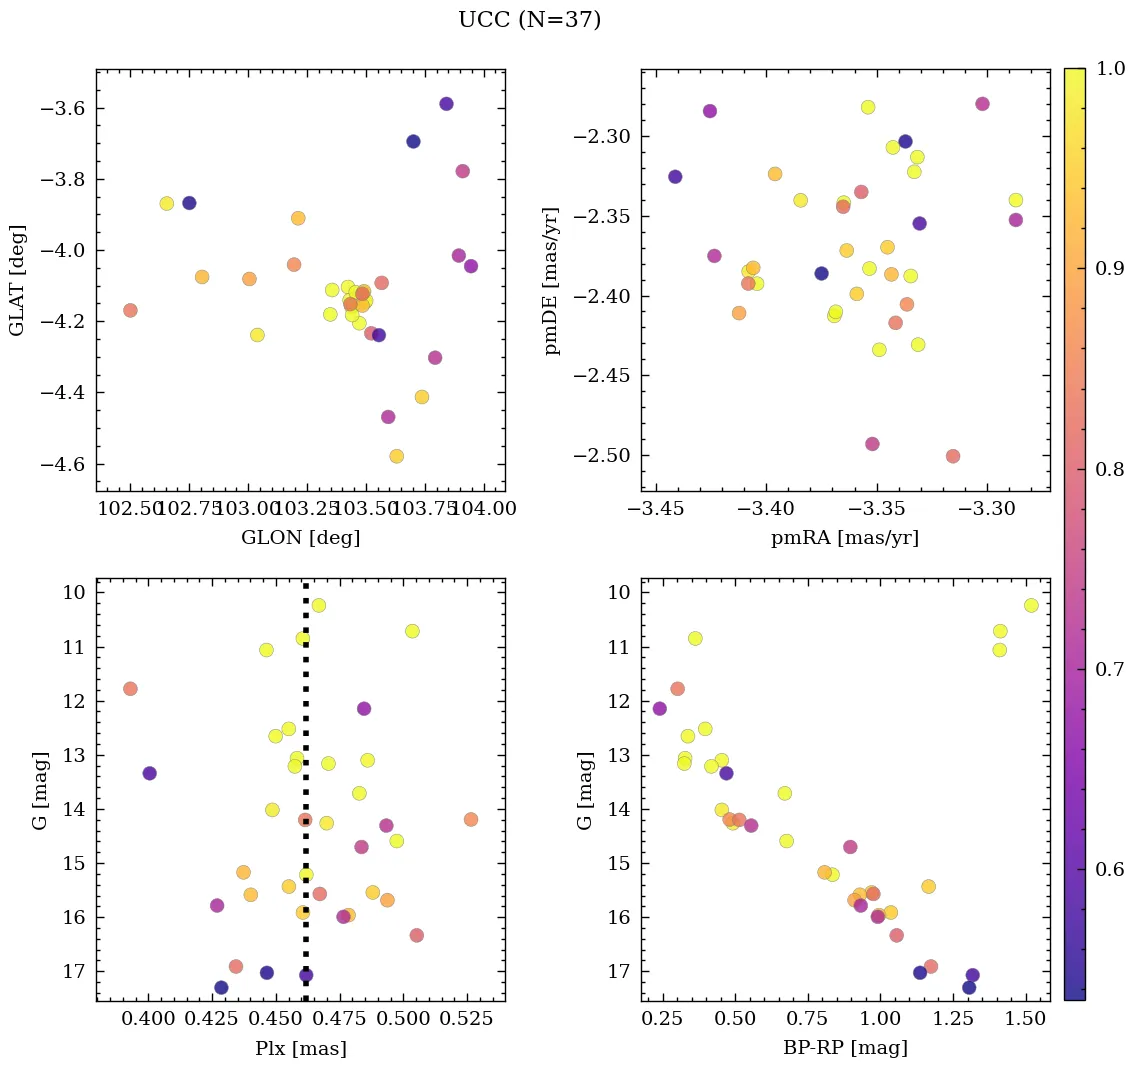 UCC (N=37)
−3.6
−3.8
−4.0
−4.2
−4.4
−4.6
GLAT [deg]
102.50 102.75 103.00 103.25 103.50 103.75 104.00
GLON [deg]
−2.30
−2.35
−2.40
−2.45
−2.50
pmDE [mas/yr]
−3.45 −3.40 −3.35 −3.30
pmRA [mas/yr]
1.0
0.9
0.8
0.7
0.6
10
11
12
13
14
15
16
17
G [mag]
0.400 0.425 0.450 0.475 0.500 0.525
Plx [mas]
10
11
12
13
14
15
16
17
G [mag]
0.25 0.50 0.75 1.00 1.25 1.50
BP-RP [mag]